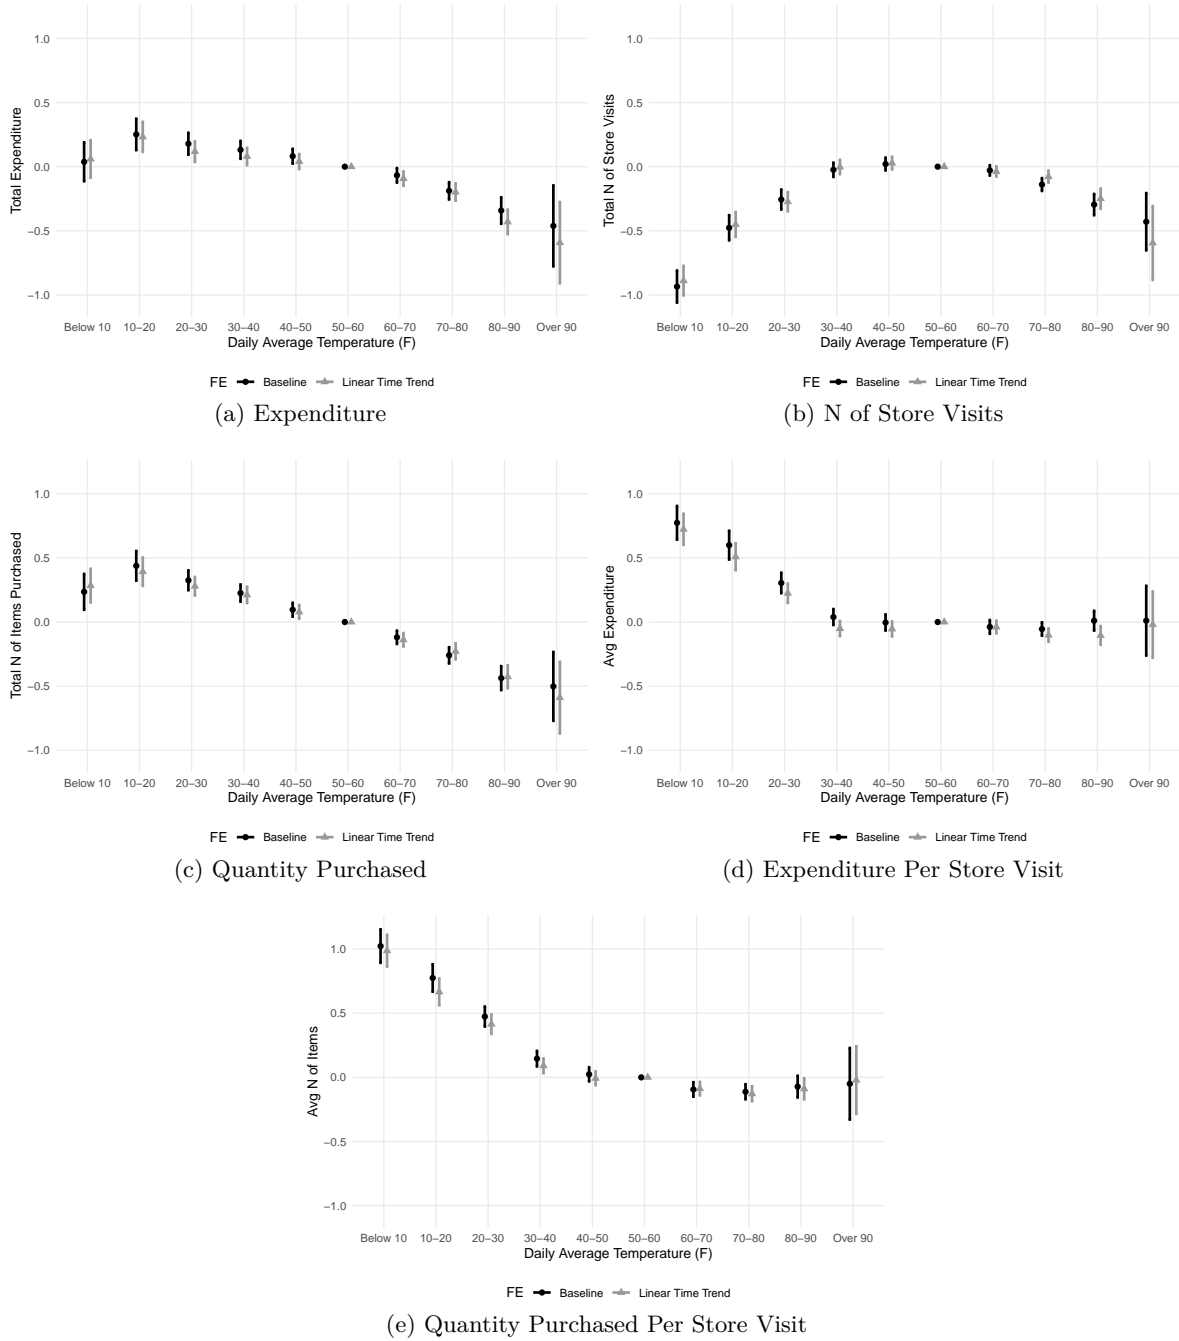 1.0
0.5
0.0
−0.5
−1.0
Total Expenditure
Below 10 10−20 20−30 30−40 40−50 50−60 60−70 70−80 80−90 Over 90
Daily Average Temperature (F)
FE Baseline Linear Time Trend
(a) Expenditure
1.0
0.5
0.0
−0.5
−1.0
Total N of Store Visits
Below 10 10−20 20−30 30−40 40−50 50−60 60−70 70−80 80−90 Over 90
Daily Average Temperature (F)
FE Baseline Linear Time Trend
(b) N of Store Visits
1.0
0.5
0.0
−0.5
−1.0
Total N of Items Purchased
Below 10 10−20 20−30 30−40 40−50 50−60 60−70 70−80 80−90 Over 90
Daily Average Temperature (F)
FE Baseline Linear Time Trend
(c) Quantity Purchased
1.0
0.5
0.0
−0.5
−1.0
Avg Expenditure
Below 10 10−20 20−30 30−40 40−50 50−60 60−70 70−80 80−90 Over 90
Daily Average Temperature (F)
FE Baseline Linear Time Trend
(d) Expenditure Per Store Visit
1.0
0.5
0.0
−0.5
−1.0
Avg N of Items
Below 10 10−20 20−30 30−40 40−50 50−60 60−70 70−80 80−90 Over 90
Daily Average Temperature (F)
FE Baseline Linear Time Trend
(e) Quantity Purchased Per Store Visit